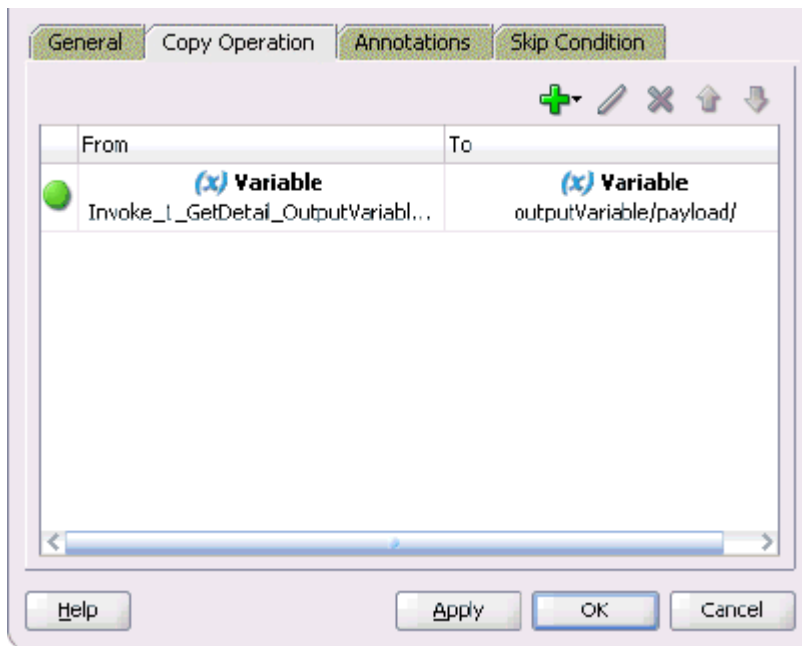 General Copy Operation Annotations Skip Condition
From To
(x) Variable (x) Variable
Invoke_1_GetDetail_OutputVariabl... outputVariable/payload/
Help Apply OK Cancel